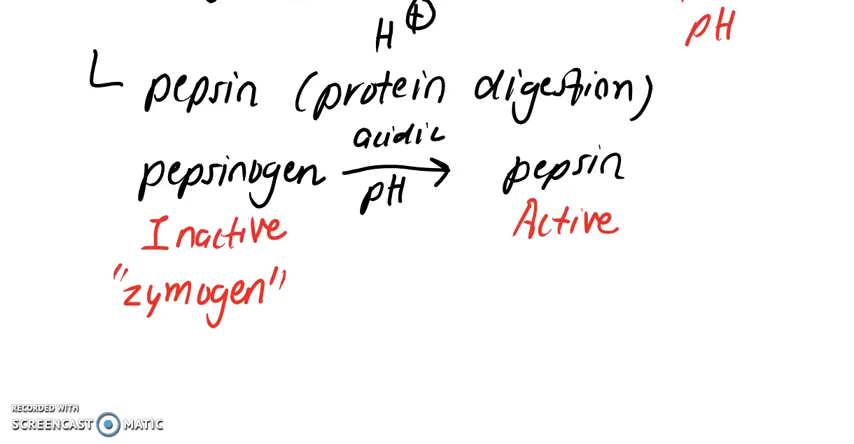 H⊕
pH
pepsin (protein digestion)
acidic
pepsinogen → pepsin
pH
Inactive Active
"zymogen"
RECORDED WITH
SCREENCAST MATIC